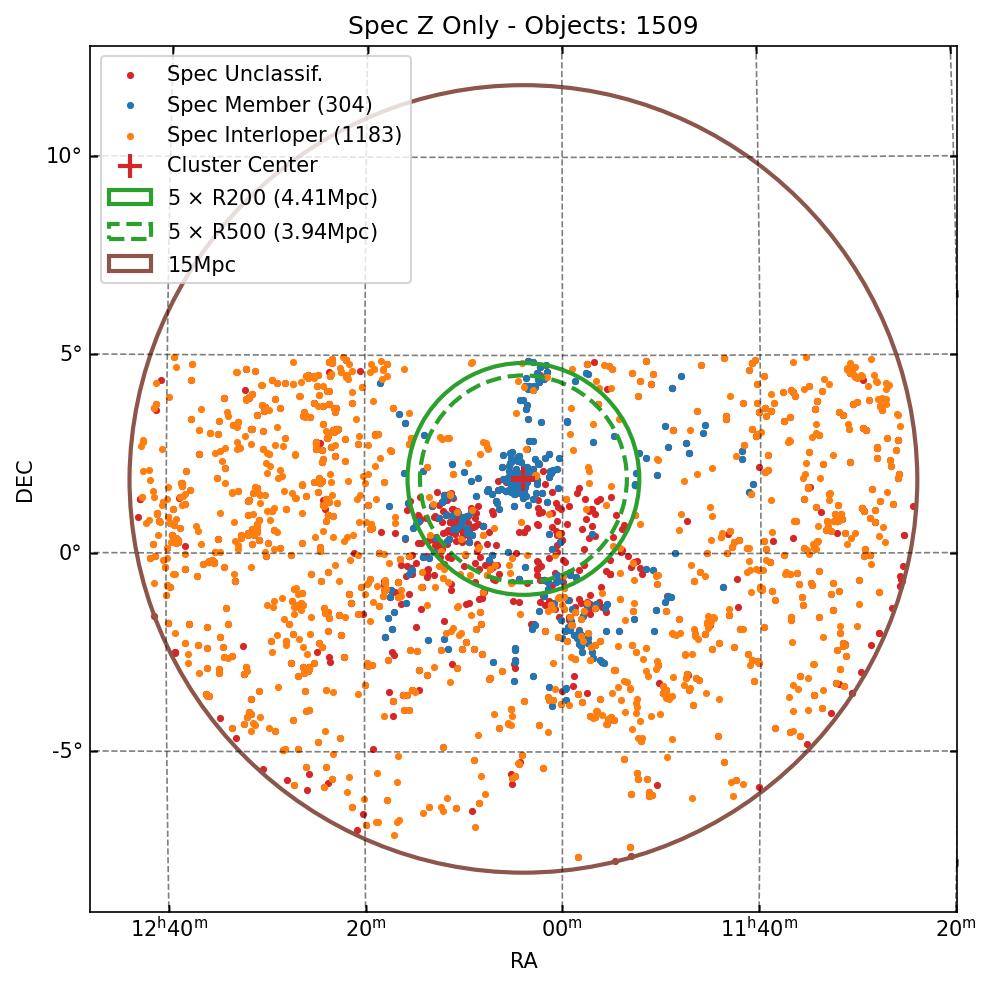 Spec Z Only - Objects: 1509
Spec Unclassif.
Spec Member (304)
Spec Interloper (1183)
Cluster Center
5 × R200 (4.41Mpc)
5 × R500 (3.94Mpc)
15Mpc
10°
5°
0°
-5°
DEC
12ʰ40ᵐ
20ᵐ
00ᵐ
11ʰ40ᵐ
20ᵐ
RA